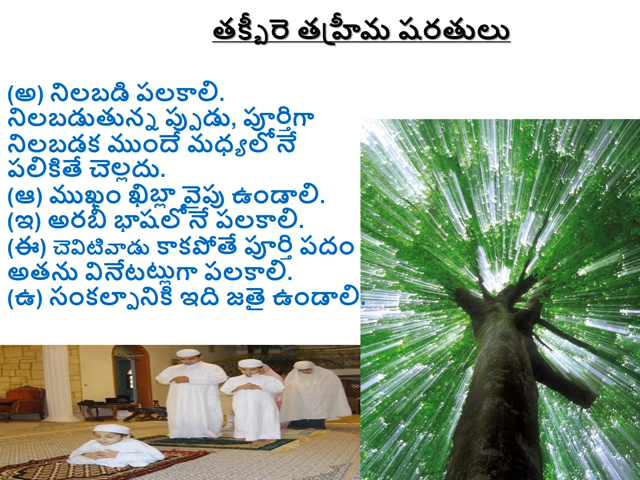 తక్బీరె తహ్రీమ షరతులు
(అ) నిలబడి పలకాలి.
నిలబడుతున్న ప్పుడు, పూర్తిగా
నిలబడక ముందే మధ్యలోనే
పలికితే చెల్లదు.
(ఆ) ముఖం ఖిబ్లా వైపు ఉండాలి.
(ఇ) అరబీ భాషలోనే పలకాలి.
(ఈ) చెవిటివాడు కాకపోతే పూర్తి పదం
అతను వినేటట్లుగా పలకాలి.
(ఉ) సంకల్పానికి ఇది జతై ఉండాలి.